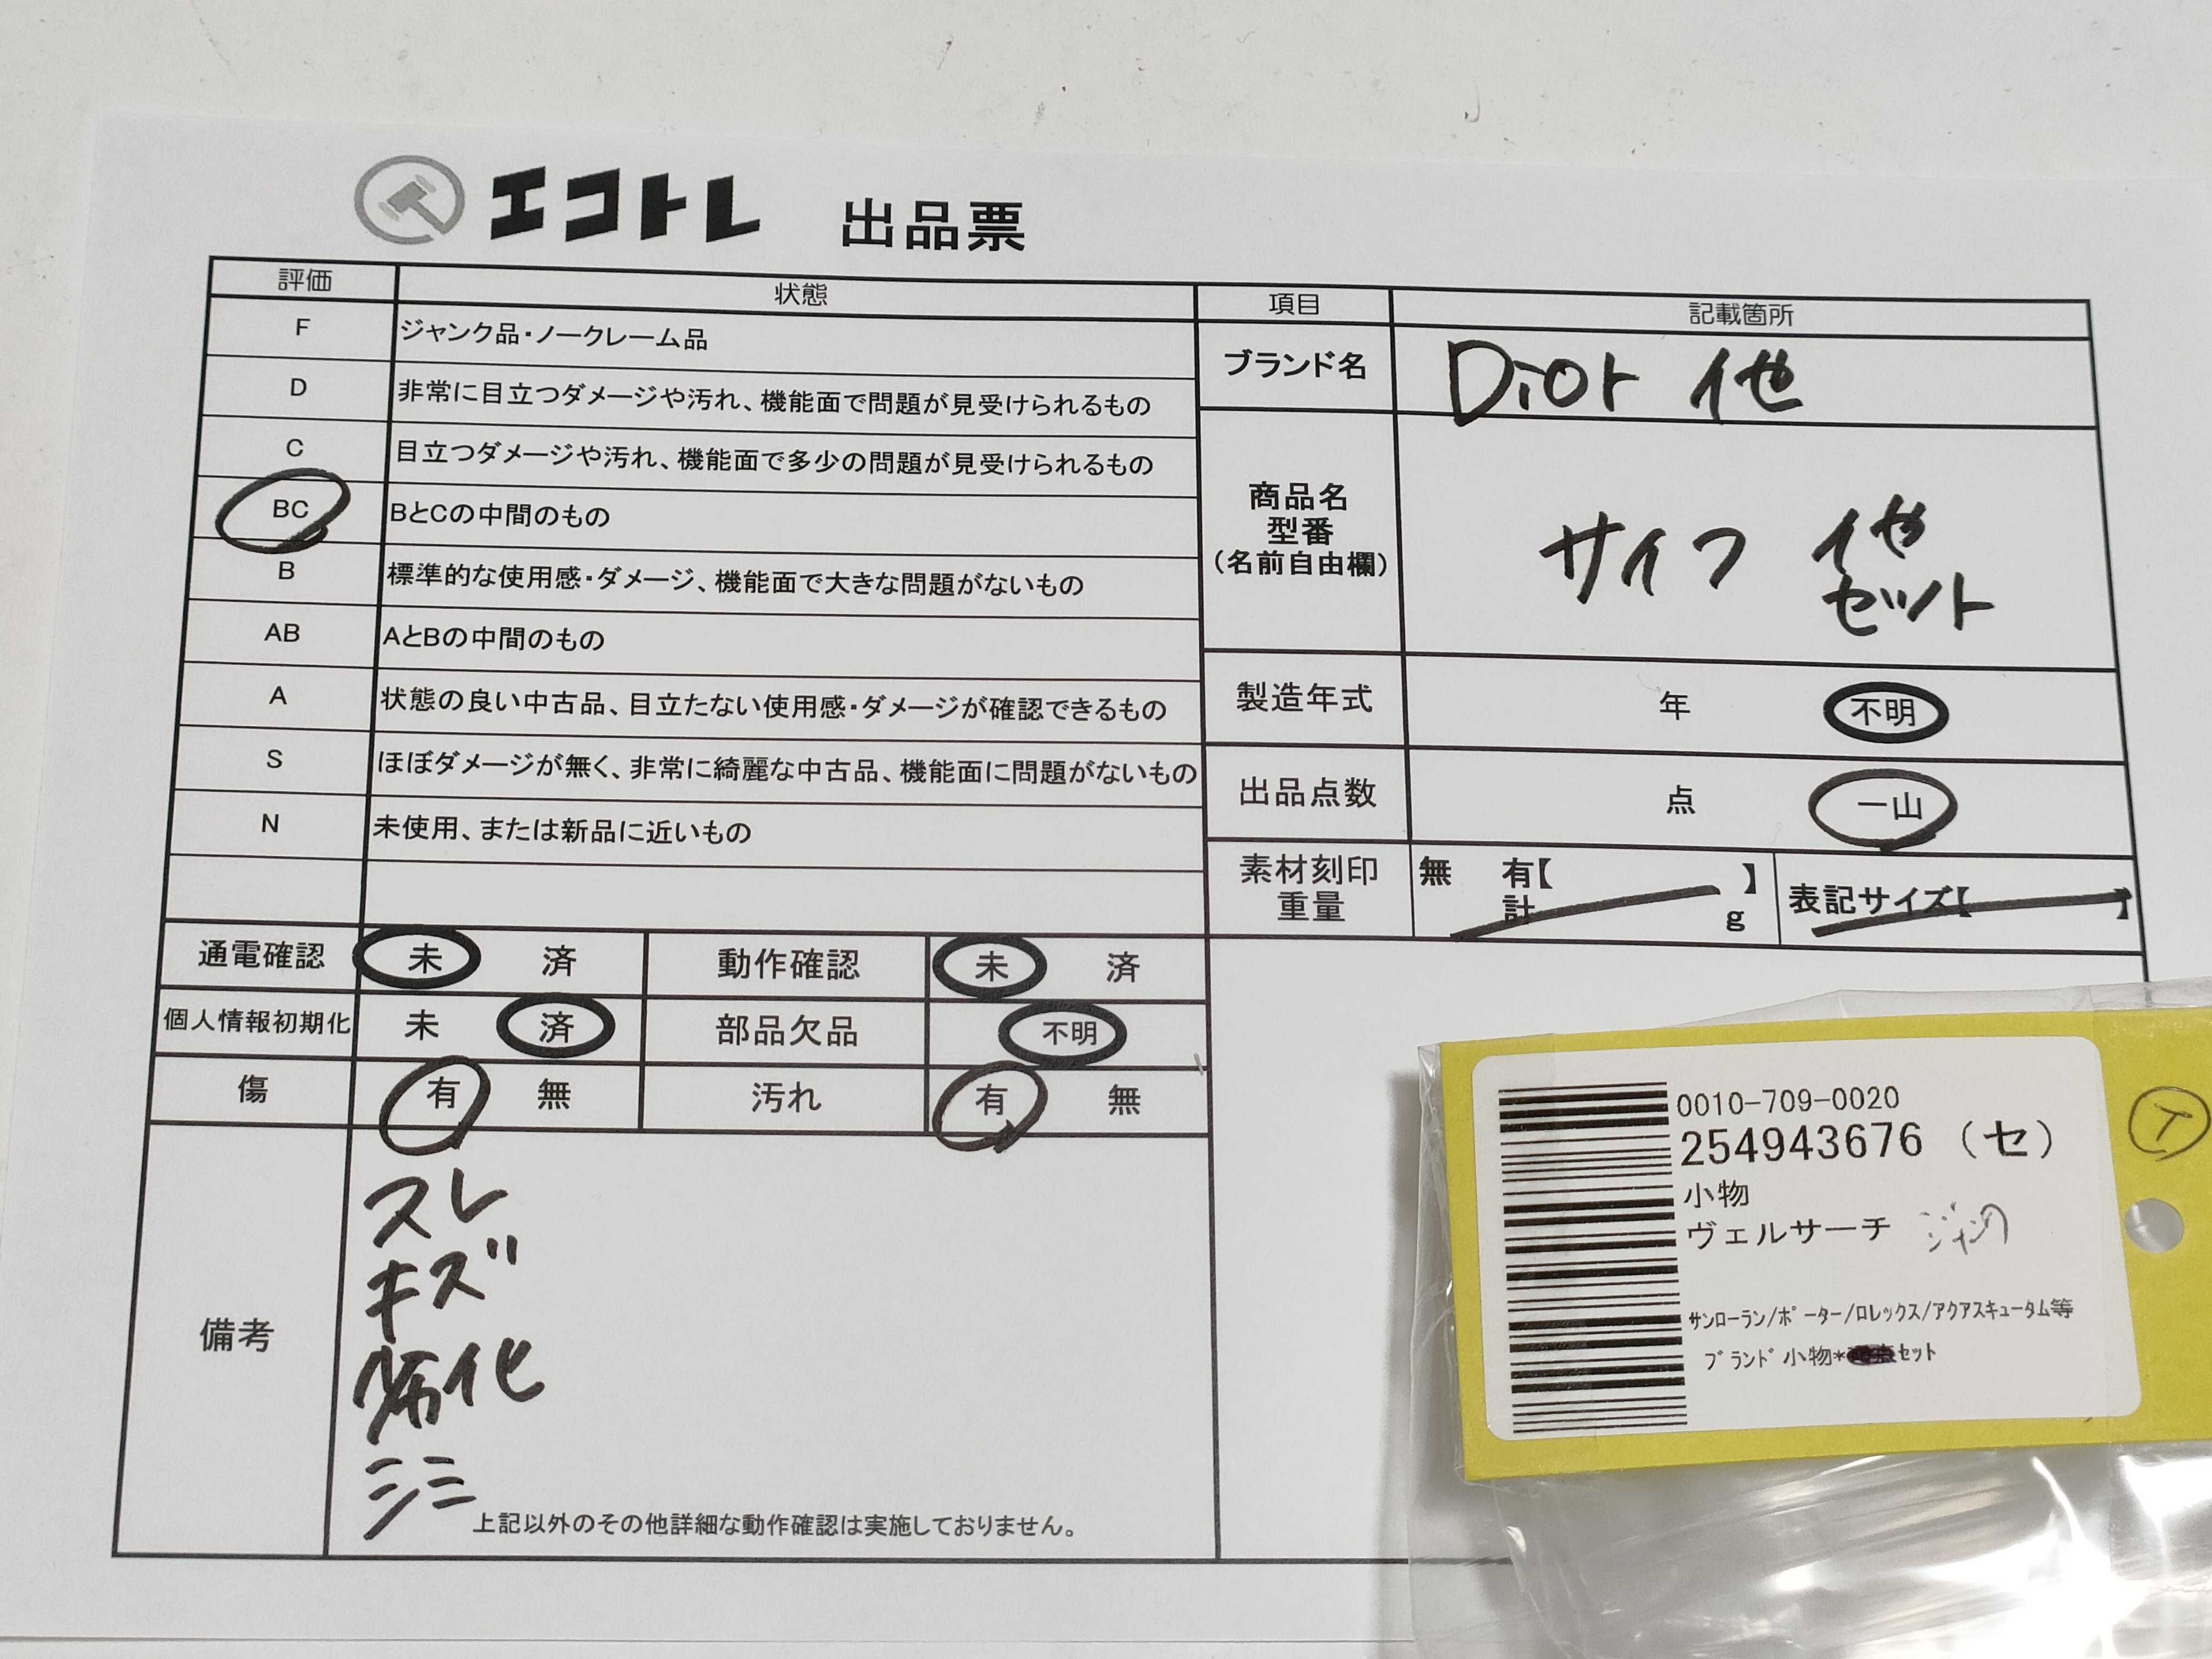 エコトレ 出品票
評価 状態
F ジャンク品・ノークレーム品
D 非常に目立つダメージや汚れ、機能面で問題が見受けられるもの
C 目立つダメージや汚れ、機能面で多少の問題が見受けられるもの
BC BとCの中間のもの
B 標準的な使用感・ダメージ、機能面で大きな問題がないもの
AB AとBの中間のもの
A 状態の良い中古品、目立たない使用感・ダメージが確認できるもの
S ほぼダメージが無く、非常に綺麗な中古品、機能面に問題がないもの
N 未使用、または新品に近いもの
項目 記載箇所
ブランド名 Dior 他
商品名
型番
(名前自由欄)
サイフ 他
セット
製造年式 年 不明
出品点数 点 一山
素材刻印
重量
無 有【 】
計 g
表記サイズ【 】
通電確認 未 済 動作確認 未 済
個人情報初期化 未 済 部品欠品 不明
傷 有 無 汚れ 有 無
備考
スレ
キズ
劣化
シミ
上記以外のその他詳細な動作確認は実施しておりません。
0010-709-0020
254943676 (セ)
小物
ヴェルサーチ ジャンク
サンローラン/ポーター/ロレックス/アクアスキュータム等
ブランド小物*セット